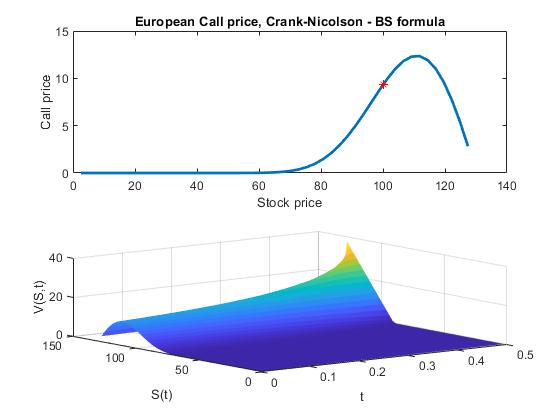 European Call price, Crank-Nicolson - BS formula
15
10
5
0
Call price
0 20 40 60 80 100 120 140
Stock price
40
20
0
V(S,t)
150
100
50
0
S(t)
0
0.1
0.2
0.3
0.4
0.5
t